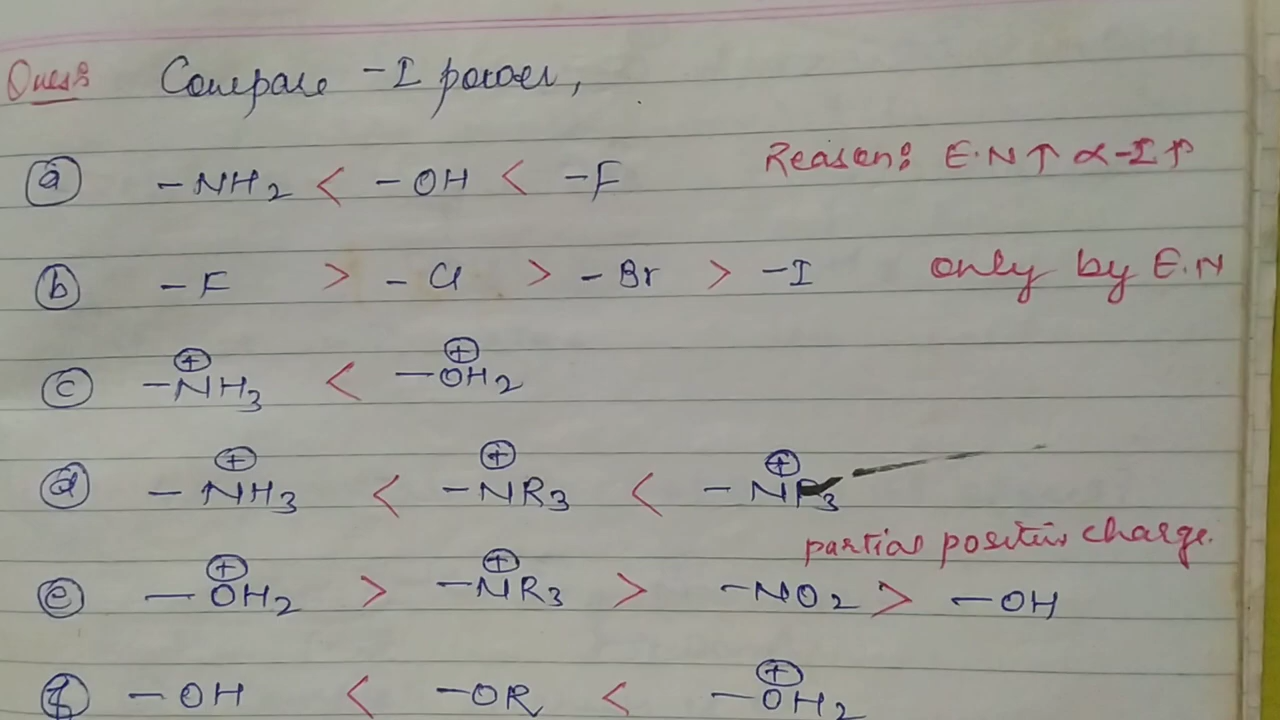 Ques:- Compare -I power,
(a) -NH₂ < -OH < -F Reason: E.N↑ ∝ -I↑
(b) -F > -Cl > -Br > -I only by E.N
(c) -N⊕H₃ < -O⊕H₂
(d) -N⊕H₃ < -N⊕R₃ < -N⊕F₃
partial positive charge.
(e) -O⊕H₂ > -N⊕R₃ > -NO₂ > -OH
(f) -OH < -OR < -O⊕H₂